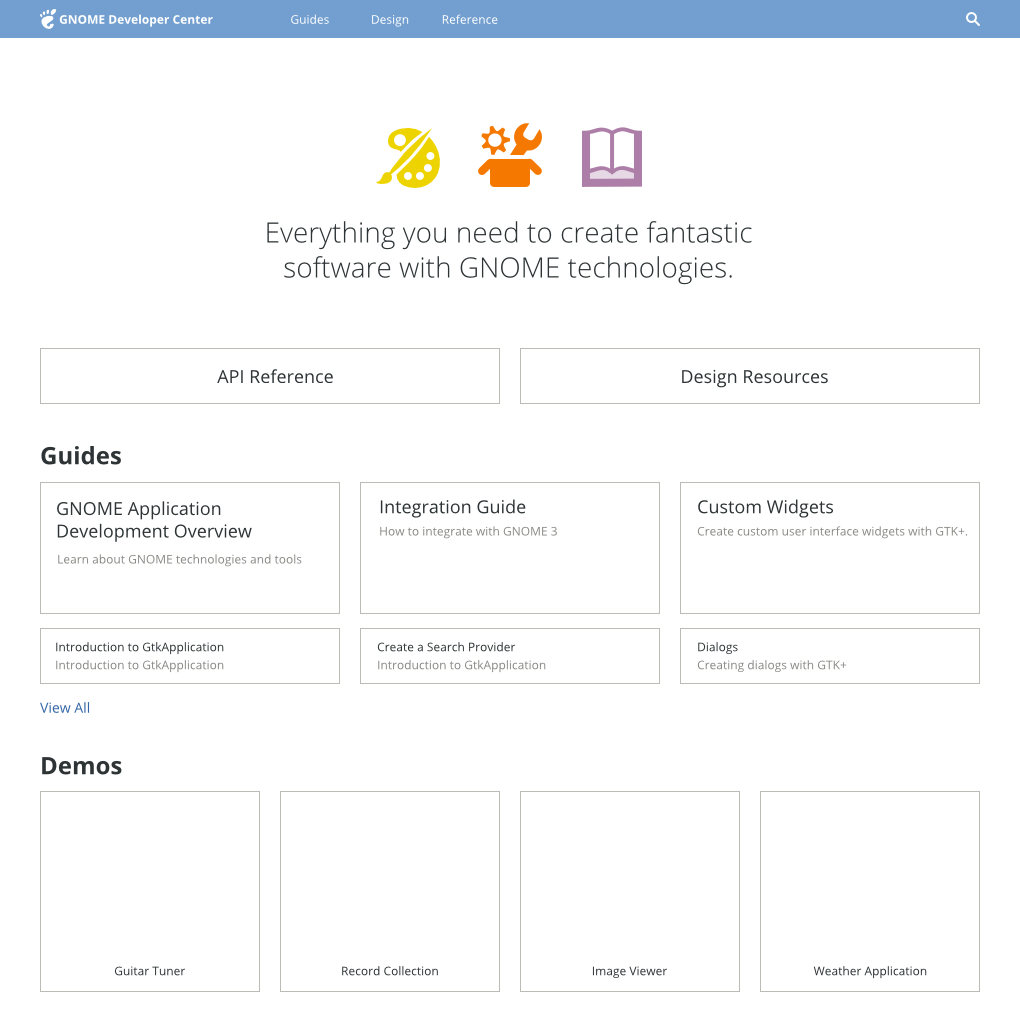 GNOME Developer Center
Guides
Design
Reference
Everything you need to create fantastic
software with GNOME technologies.
API Reference
Design Resources
Guides
GNOME Application
Development Overview
Learn about GNOME technologies and tools
Integration Guide
How to integrate with GNOME 3
Custom Widgets
Create custom user interface widgets with GTK+.
Introduction to GtkApplication
Introduction to GtkApplication
Create a Search Provider
Introduction to GtkApplication
Dialogs
Creating dialogs with GTK+
View All
Demos
Guitar Tuner
Record Collection
Image Viewer
Weather Application